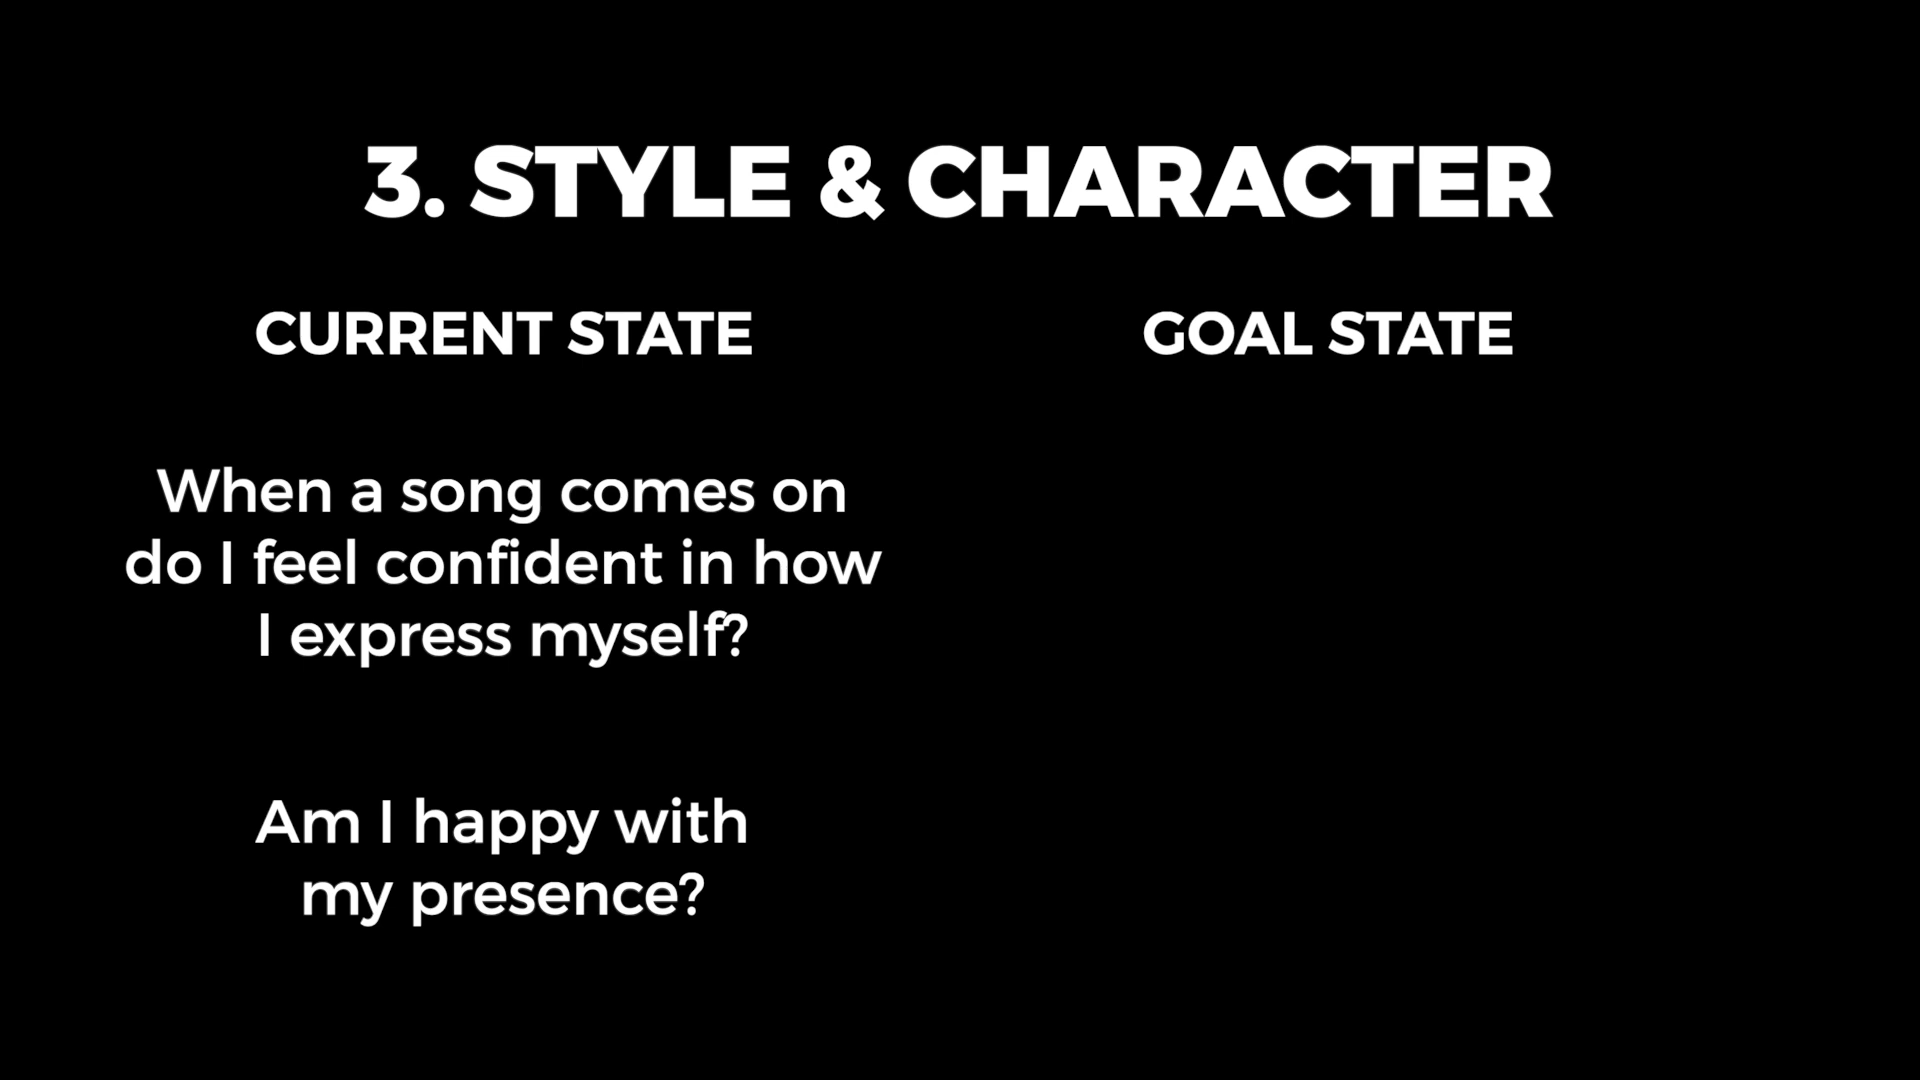 3. STYLE & CHARACTER
CURRENT STATE
When a song comes on
do I feel confident in how
I express myself?
Am I happy with
my presence?
GOAL STATE